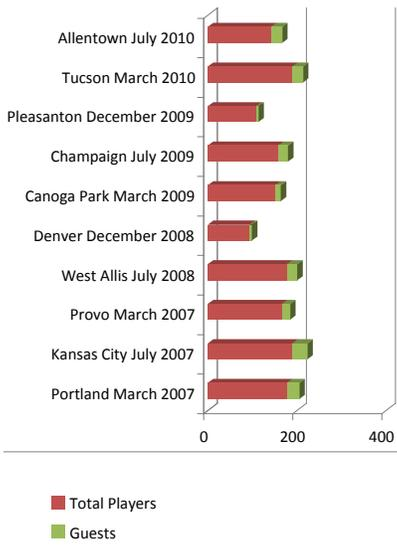 Allentown July 2010
Tucson March 2010
Pleasanton December 2009
Champaign July 2009
Canoga Park March 2009
Denver December 2008
West Allis July 2008
Provo March 2007
Kansas City July 2007
Portland March 2007
0 200 400
Total Players
Guests